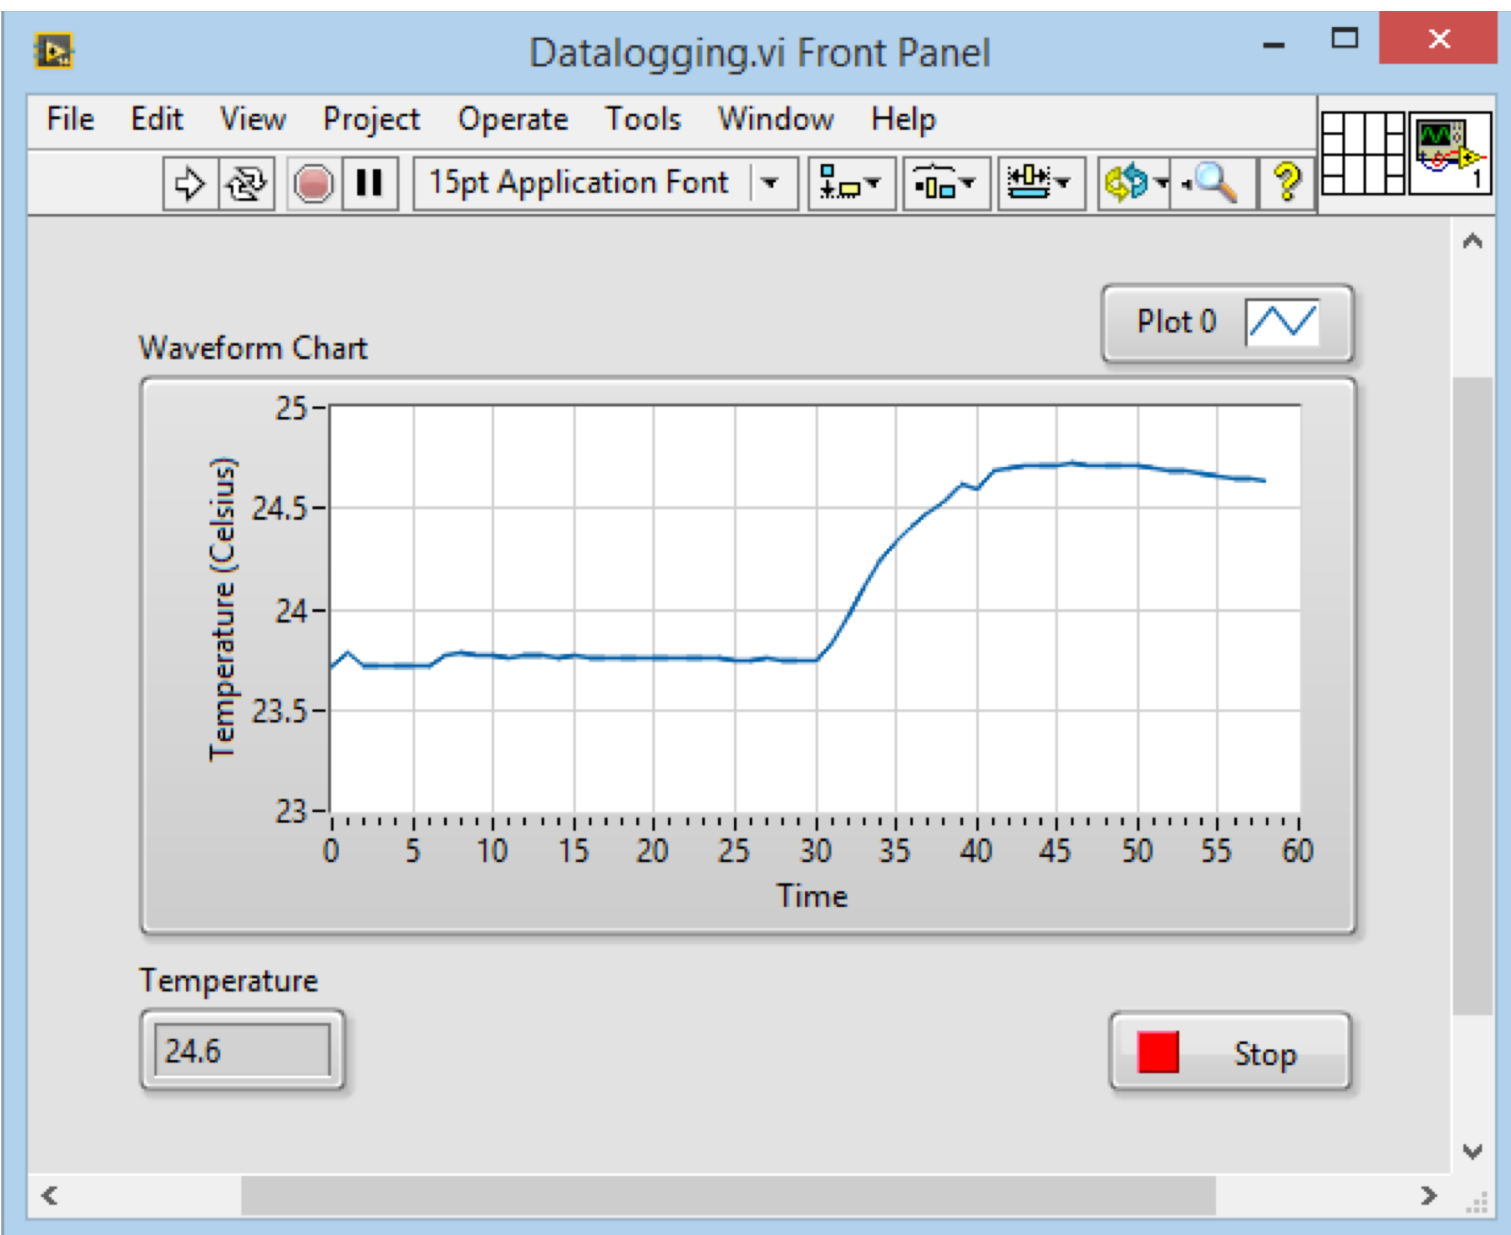 Datalogging.vi Front Panel
File Edit View Project Operate Tools Window Help
15pt Application Font
1
Plot 0
Waveform Chart
25
24.5
24
23.5
23
Temperature (Celsius)
0 5 10 15 20 25 30 35 40 45 50 55 60
Time
Temperature
24.6
Stop